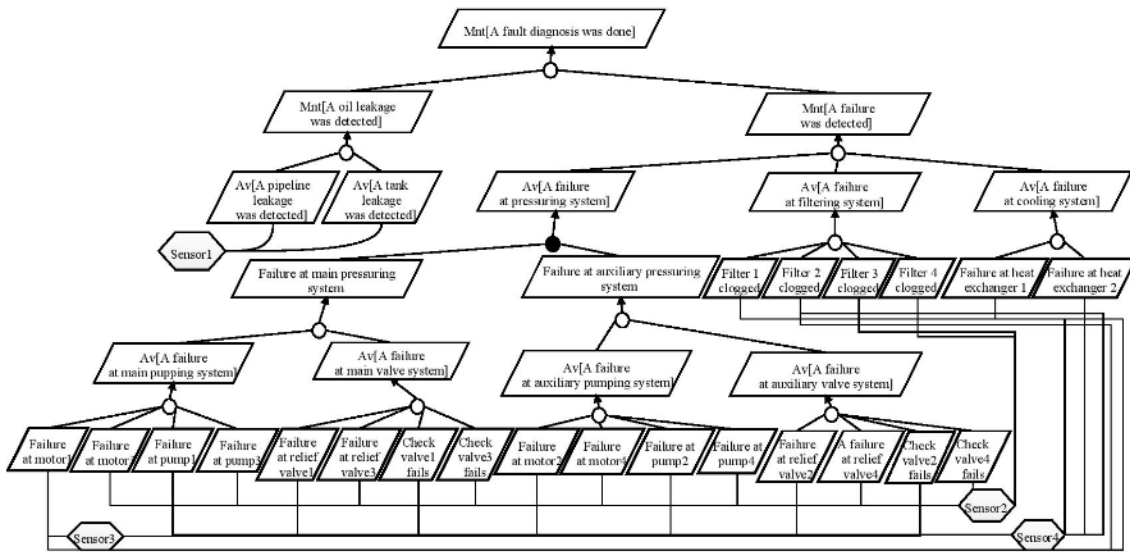 Mnt[A fault diagnosis was done]
Mnt[A oil leakage
was detected]
Mnt[A failure
was detected]
Av[A pipeline
leakage
was detected]
Av[A tank
leakage
was detected]
Av[A failure
at pressuring system]
Av[A failure
at filtering system]
Av[A failure
at cooling system]
Sensor1
Failure at main pressuring
system
Failure at auxiliary pressuring
system
Filter 1
clogged
Filter 2
clogged
Filter 3
clogged
Filter 4
clogged
Failure at heat
exchanger 1
Failure at heat
exchanger 2
Av[A failure
at main pupping system]
Av[A failure
at main valve system]
Av[A failure
at auxiliary pumping system]
Av[A failure
at auxiliary valve system]
Failure
at motor1
Failure
at motor3
Failure
at pump1
Failure
at pump3
Failure
at relief
valve1
Failure
at relief
valve3
Check
valve1
fails
Check
valve3
fails
Failure
at motor2
Failure
at motor4
Failure at
pump2
Failure at
pump4
Failure
at relief
valve2
A failure
at relief
valve4
Check
valve2
fails
Check
valve4
fails
Sensor2
Sensor3
Sensor4